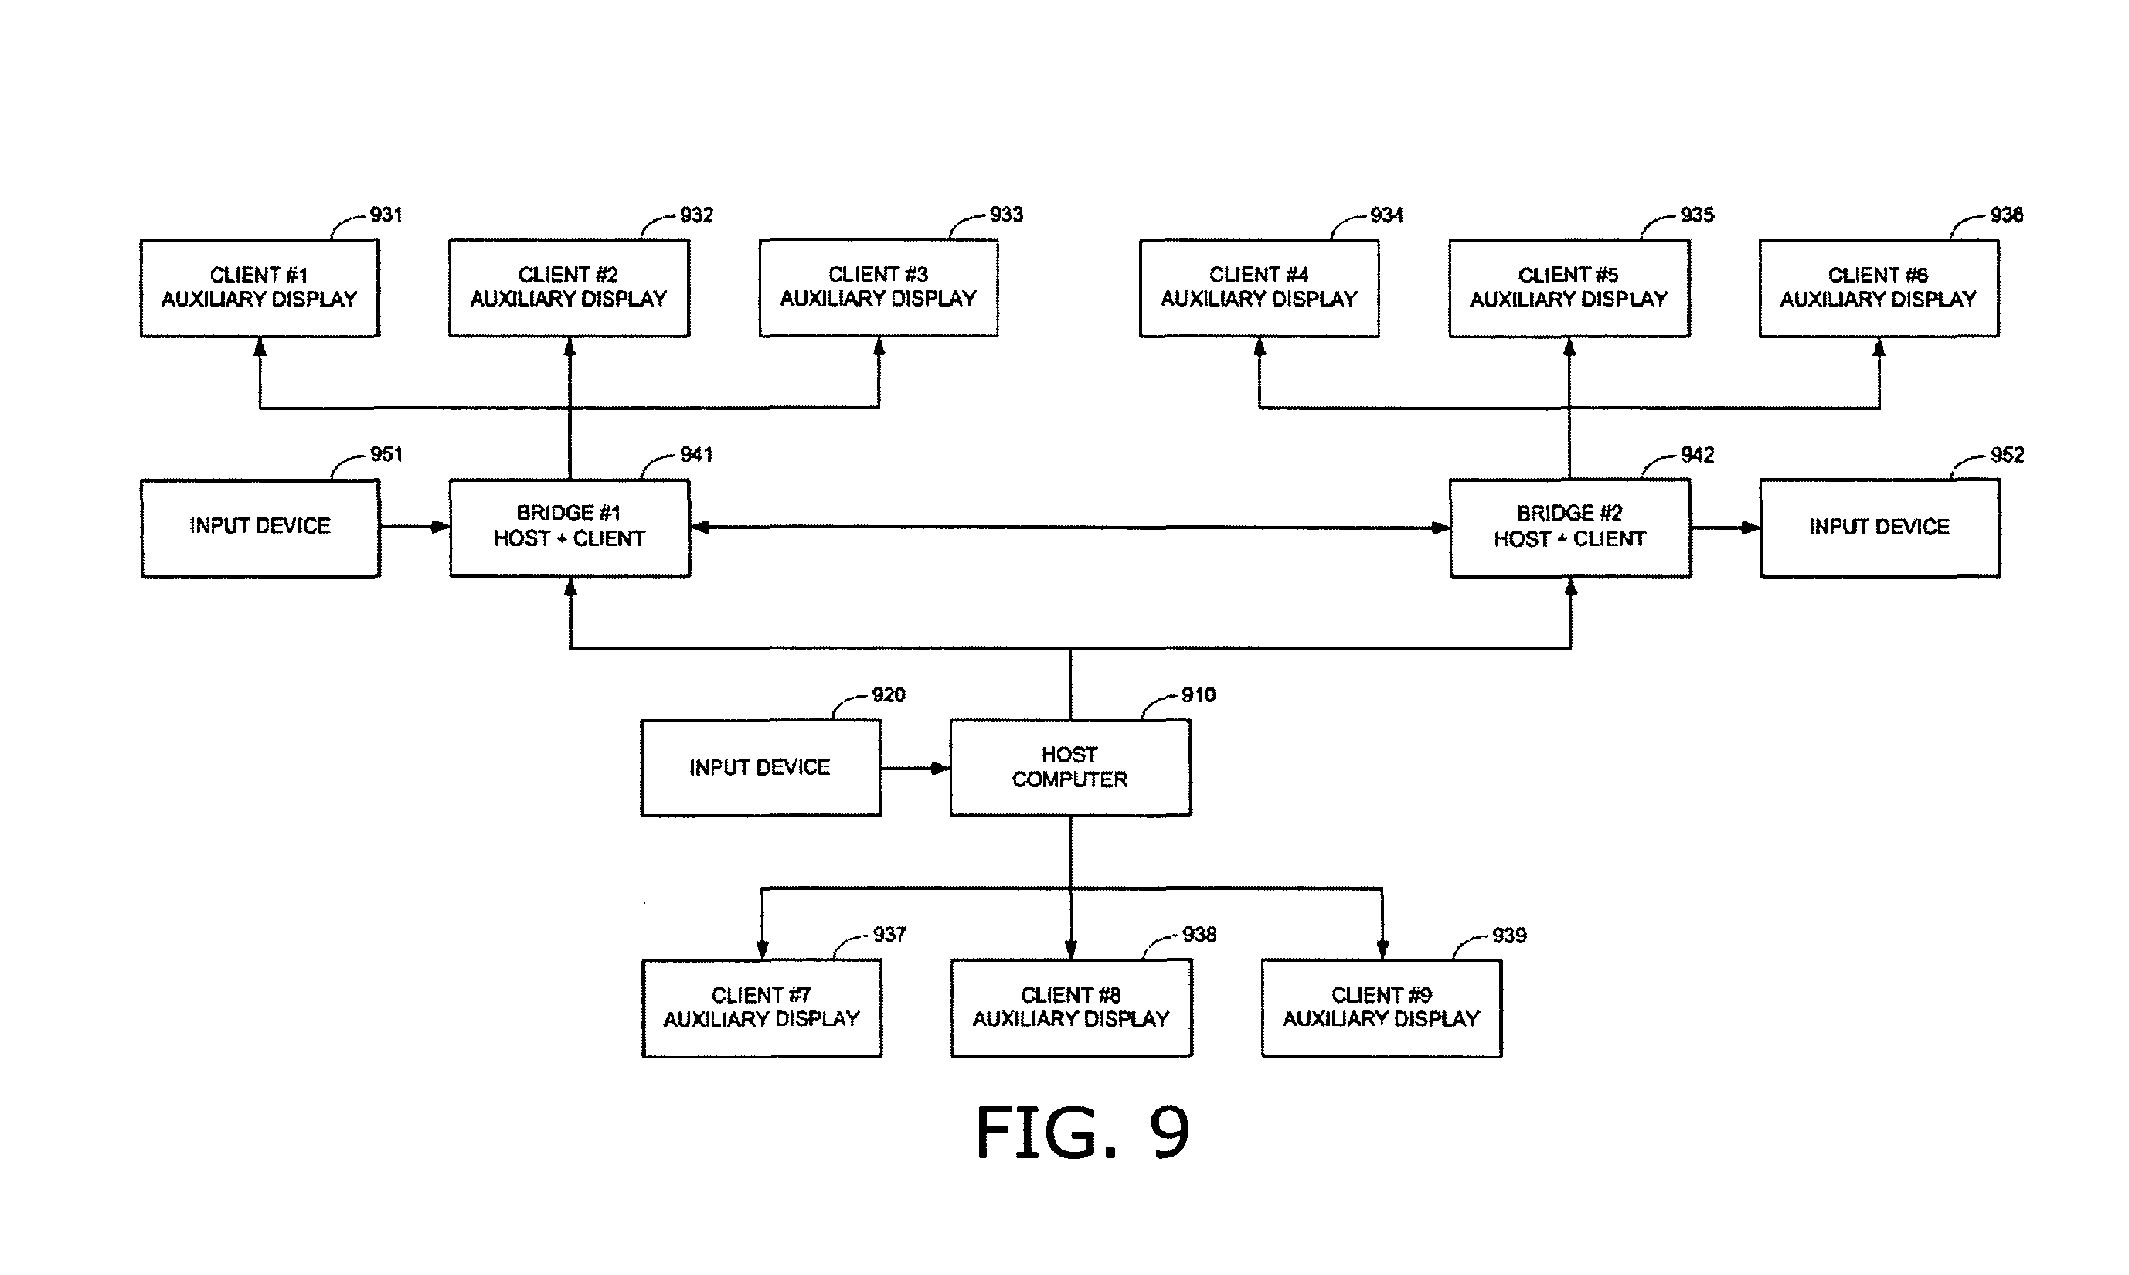 931
932
933
934
935
936
CLIENT #1
AUXILIARY DISPLAY
CLIENT #2
AUXILIARY DISPLAY
CLIENT #3
AUXILIARY DISPLAY
CLIENT #4
AUXILIARY DISPLAY
CLIENT #5
AUXILIARY DISPLAY
CLIENT #6
AUXILIARY DISPLAY
951
941
942
952
INPUT DEVICE
BRIDGE #1
HOST + CLIENT
BRIDGE #2
HOST + CLIENT
INPUT DEVICE
920
910
INPUT DEVICE
HOST
COMPUTER
937
938
939
CLIENT #7
AUXILIARY DISPLAY
CLIENT #8
AUXILIARY DISPLAY
CLIENT #9
AUXILIARY DISPLAY
FIG. 9